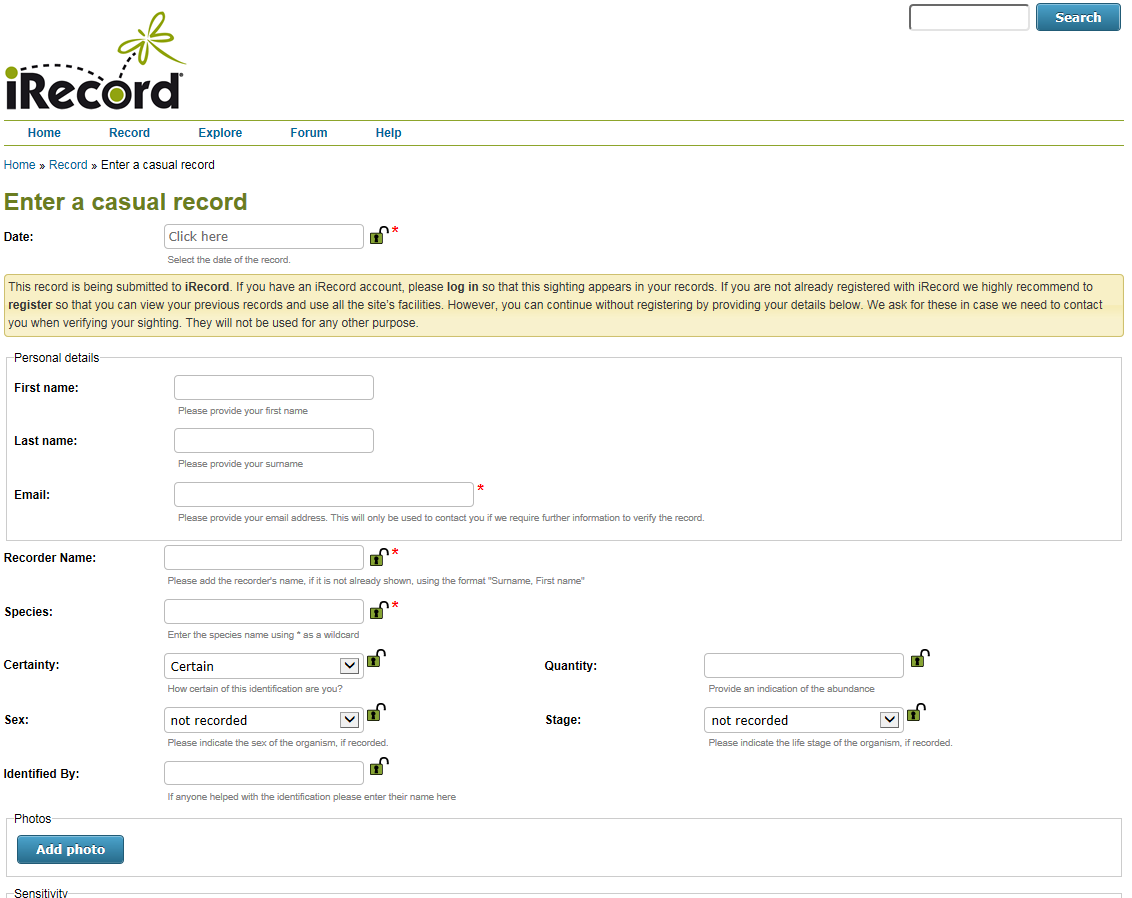 Search
iRecord
Home Record Explore Forum Help
Home » Record » Enter a casual record
Enter a casual record
Date: Click here *
Select the date of the record.
This record is being submitted to iRecord. If you have an iRecord account, please log in so that this sighting appears in your records. If you are not already registered with iRecord we highly recommend to
register so that you can view your previous records and use all the site's facilities. However, you can continue without registering by providing your details below. We ask for these in case we need to contact
you when verifying your sighting. They will not be used for any other purpose.
Personal details
First name:
Please provide your first name
Last name:
Please provide your surname
Email: *
Please provide your email address. This will only be used to contact you if we require further information to verify the record.
Recorder Name: *
Please add the recorder's name, if it is not already shown, using the format "Surname, First name"
Species: *
Enter the species name using * as a wildcard
Certainty: Certain Quantity:
How certain of this identification are you? Provide an indication of the abundance
Sex: not recorded Stage: not recorded
Please indicate the sex of the organism, if recorded. Please indicate the life stage of the organism, if recorded.
Identified By:
If anyone helped with the identification please enter their name here
Photos
Add photo
Sensitivity